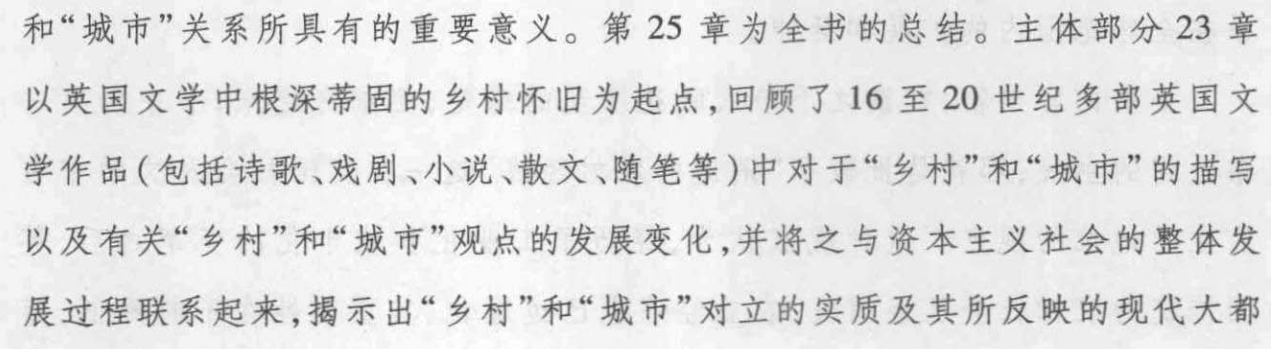 和“城市”关系所具有的重要意义。第 25 章为全书的总结。主体部分 23 章
以英国文学中根深蒂固的乡村怀旧为起点,回顾了 16 至 20 世纪多部英国文
学作品(包括诗歌、戏剧、小说、散文、随笔等)中对于“乡村”和“城市”的描写
以及有关“乡村”和“城市”观点的发展变化,并将之与资本主义社会的整体发
展过程联系起来,揭示出“乡村”和“城市”对立的实质及其所反映的现代大都